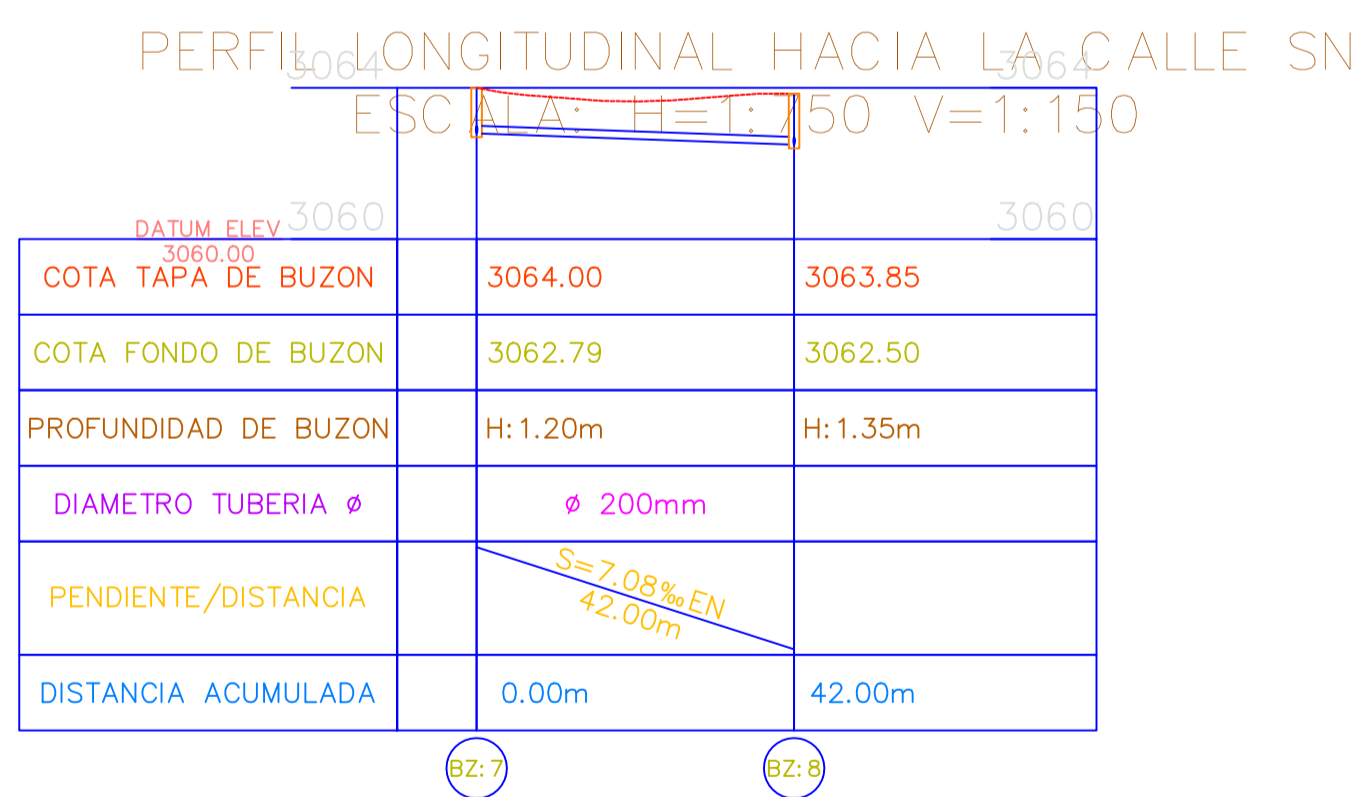 PERFIL LONGITUDINAL HACIA LA CALLE SN
3064 3064
ESCALA: H=1:750 V=1:150
3060 3060
DATUM ELEV
3060.00
COTA TAPA DE BUZON 3064.00 3063.85
COTA FONDO DE BUZON 3062.79 3062.50
PROFUNDIDAD DE BUZON H:1.20m H:1.35m
DIAMETRO TUBERIA ø ø 200mm
PENDIENTE/DISTANCIA S=7.08‰ EN
42.00m
DISTANCIA ACUMULADA 0.00m 42.00m
BZ:7 BZ:8